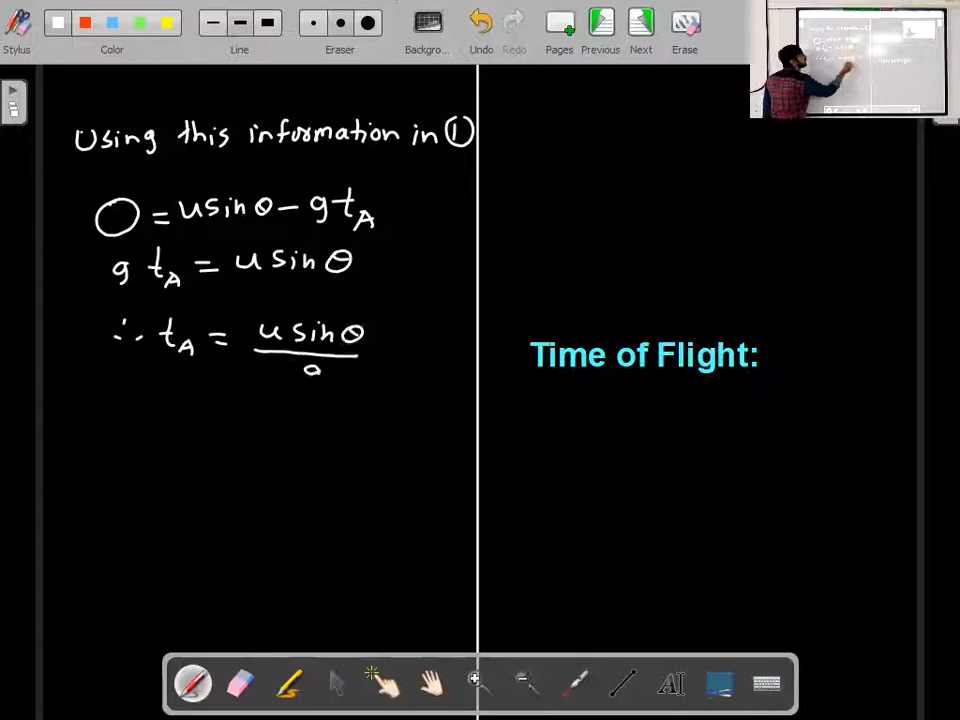 Stylus
Color
Line
Eraser
Backgro...
Undo
Redo
Pages
Previous
Next
Erase
Using this information in ①
O = u sin θ – g t_A
g t_A = u sin θ
∴ t_A = u sin θ
Time of Flight: